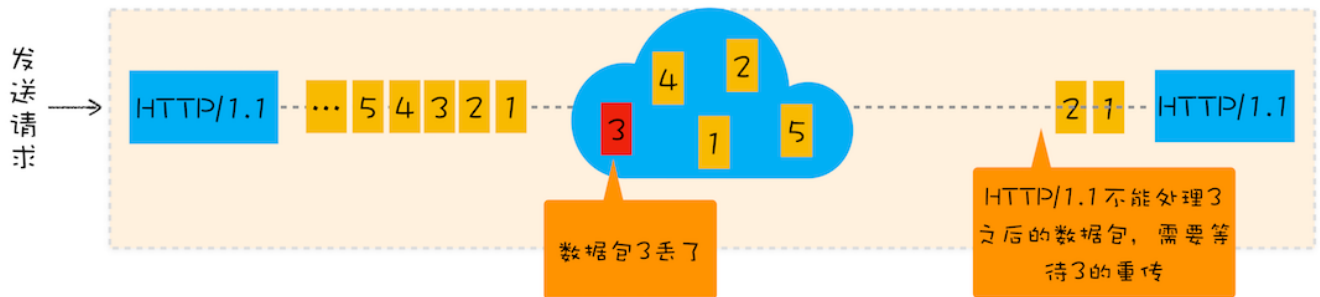 发送请求
HTTP/1.1
... 5 4 3 2 1
4
2
3
1
5
2 1
HTTP/1.1
数据包3丢了
HTTP/1.1不能处理3
之后的数据包，需要等
待3的重传